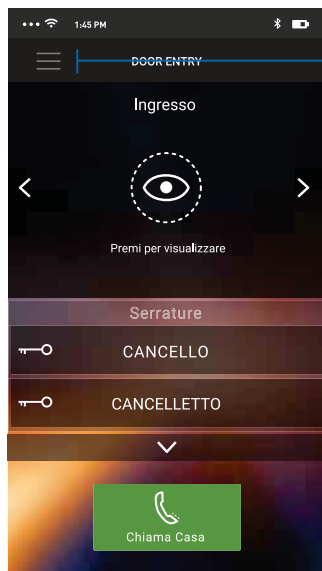 1:45 PM
DOOR ENTRY
Ingresso
Premi per visualizzare
Serrature
CANCELLO
CANCELLETTO
Chiama Casa